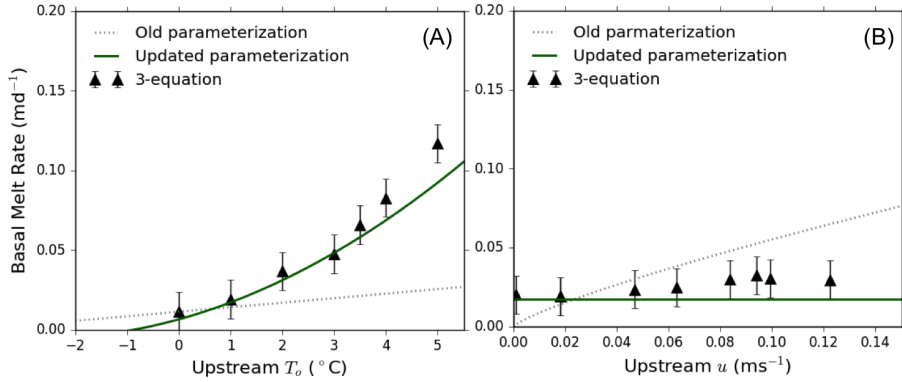 (A)
Old parameterization
Updated parameterization
3-equation
Basal Melt Rate (md⁻¹)
0.20
0.15
0.10
0.05
0.00
−2 −1 0 1 2 3 4 5
Upstream Tₒ (°C)
(B)
Old parmaterization
Updated parameterization
3-equation
0.20
0.15
0.10
0.05
0.00
0.00 0.02 0.04 0.06 0.08 0.10 0.12 0.14
Upstream u (ms⁻¹)